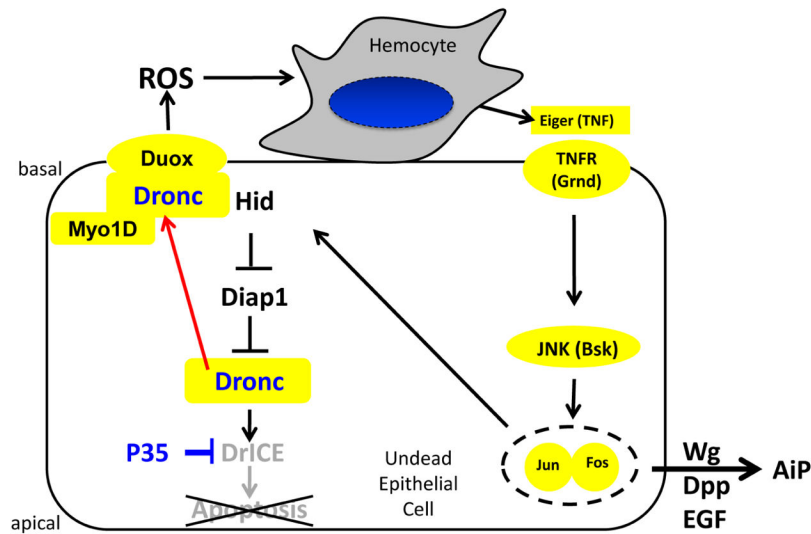 Hemocyte
ROS
Eiger (TNF)
basal
Duox
TNFR
(Grnd)
Dronc
Hid
Myo1D
Diap1
JNK (Bsk)
Dronc
P35
DrICE
Undead
Epithelial
Cell
Jun
Fos
Wg
Dpp
EGF
AiP
Apoptosis
apical